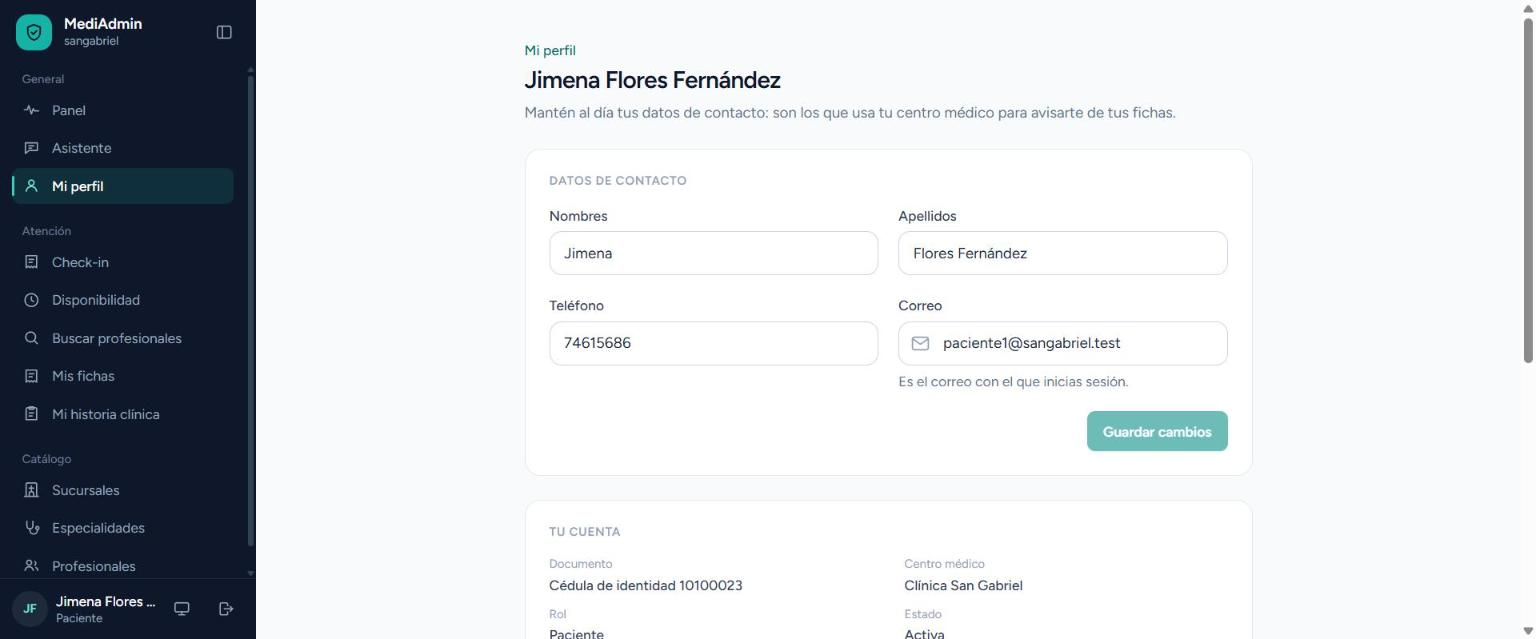 MediAdmin
sangabriel
General
Panel
Asistente
Mi perfil
Atención
Check-in
Disponibilidad
Buscar profesionales
Mis fichas
Mi historia clínica
Catálogo
Sucursales
Especialidades
Profesionales
JF
Jimena Flores ...
Paciente
Mi perfil
Jimena Flores Fernández
Mantén al día tus datos de contacto: son los que usa tu centro médico para avisarte de tus fichas.
DATOS DE CONTACTO
Nombres
Jimena
Apellidos
Flores Fernández
Teléfono
74615686
Correo
paciente1@sangabriel.test
Es el correo con el que inicias sesión.
Guardar cambios
TU CUENTA
Documento
Cédula de identidad 10100023
Centro médico
Clínica San Gabriel
Rol
Paciente
Estado
Activa